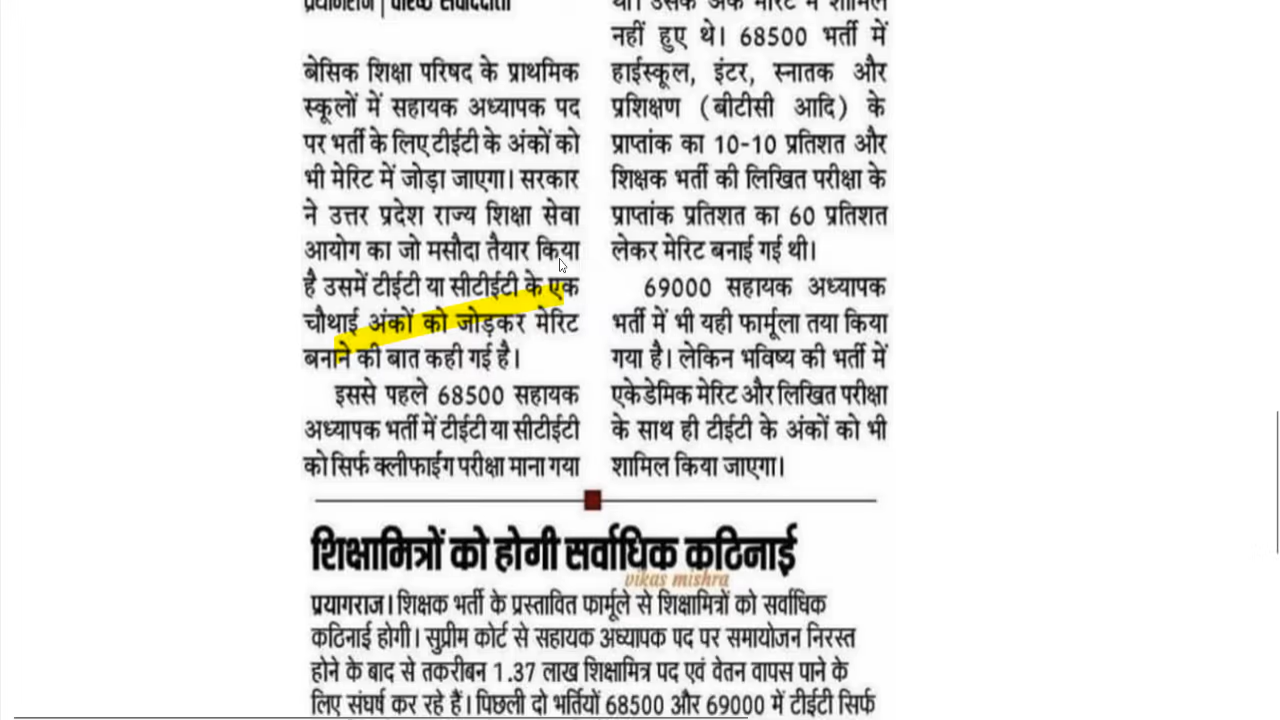 प्रयागराज | वरिष्ठ संवाददाता
बेसिक शिक्षा परिषद के प्राथमिक
स्कूलों में सहायक अध्यापक पद
पर भर्ती के लिए टीईटी के अंकों को
भी मेरिट में जोड़ा जाएगा। सरकार
ने उत्तर प्रदेश राज्य शिक्षा सेवा
आयोग का जो मसौदा तैयार किया
है उसमें टीईटी या सीटीईटी के एक
चौथाई अंकों को जोड़कर मेरिट
बनाने की बात कही गई है।
इससे पहले 68500 सहायक
अध्यापक भर्ती में टीईटी या सीटीईटी
को सिर्फ क्लीफाईंग परीक्षा माना गया
था। उसके अंक मेरिट में शामिल
नहीं हुए थे। 68500 भर्ती में
हाईस्कूल, इंटर, स्नातक और
प्रशिक्षण (बीटीसी आदि) के
प्राप्तांक का 10-10 प्रतिशत और
शिक्षक भर्ती की लिखित परीक्षा के
प्राप्तांक प्रतिशत का 60 प्रतिशत
लेकर मेरिट बनाई गई थी।
69000 सहायक अध्यापक
भर्ती में भी यही फार्मूला तया किया
गया है। लेकिन भविष्य की भर्ती में
एकेडेमिक मेरिट और लिखित परीक्षा
के साथ ही टीईटी के अंकों को भी
शामिल किया जाएगा।
शिक्षामित्रों को होगी सर्वाधिक कठिनाई
vikas mishra
प्रयागराज। शिक्षक भर्ती के प्रस्तावित फार्मूले से शिक्षामित्रों को सर्वाधिक
कठिनाई होगी। सुप्रीम कोर्ट से सहायक अध्यापक पद पर समायोजन निरस्त
होने के बाद से तकरीबन 1.37 लाख शिक्षामित्र पद एवं वेतन वापस पाने के
लिए संघर्ष कर रहे हैं। पिछली दो भर्तियों 68500 और 69000 में टीईटी सिर्फ